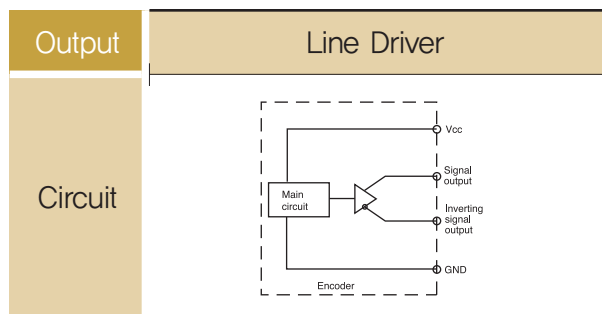 Output
Line Driver
Circuit
Vcc
Signal
output
Main
circuit
Inverting
signal
output
GND
Encoder